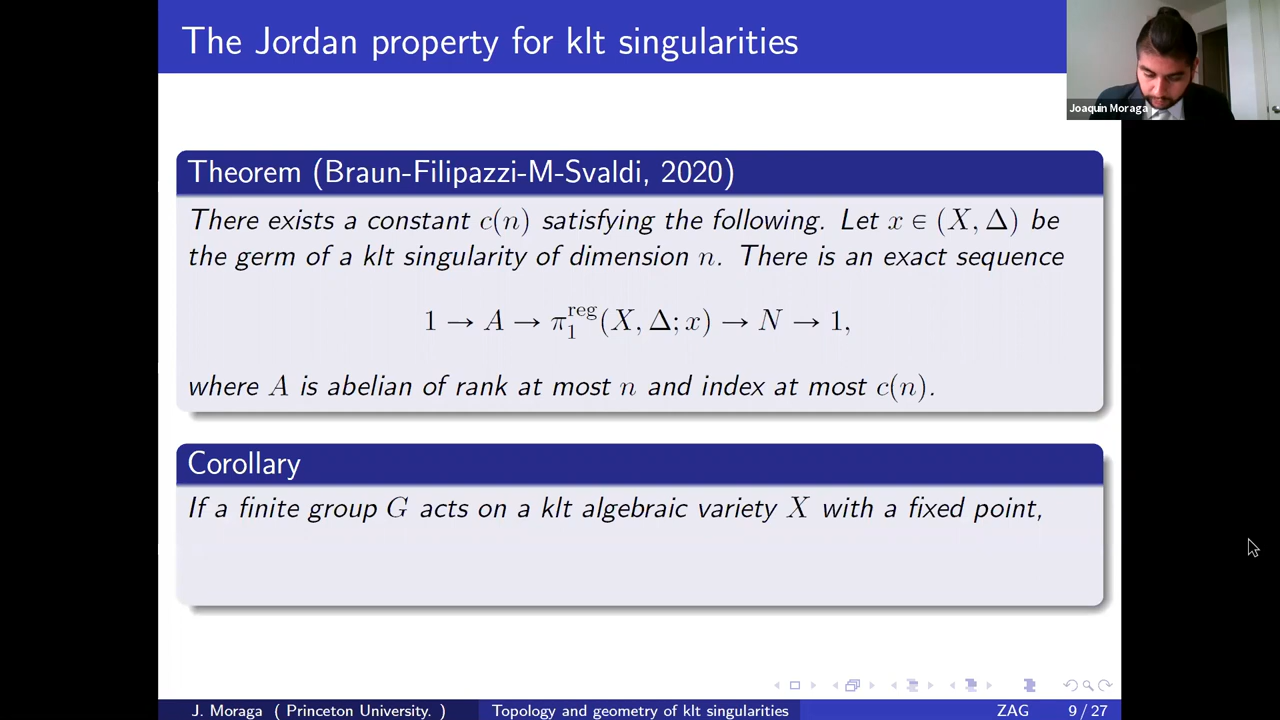 The Jordan property for klt singularities
Joaquín Moraga
Theorem (Braun-Filipazzi-M-Svaldi, 2020)
There exists a constant c(n) satisfying the following. Let x ∈ (X, Δ) be
the germ of a klt singularity of dimension n. There is an exact sequence
1 → A → π₁^reg(X, Δ; x) → N → 1,
where A is abelian of rank at most n and index at most c(n).
Corollary
If a finite group G acts on a klt algebraic variety X with a fixed point,
J. Moraga ( Princeton University. ) Topology and geometry of klt singularities ZAG 9 / 27